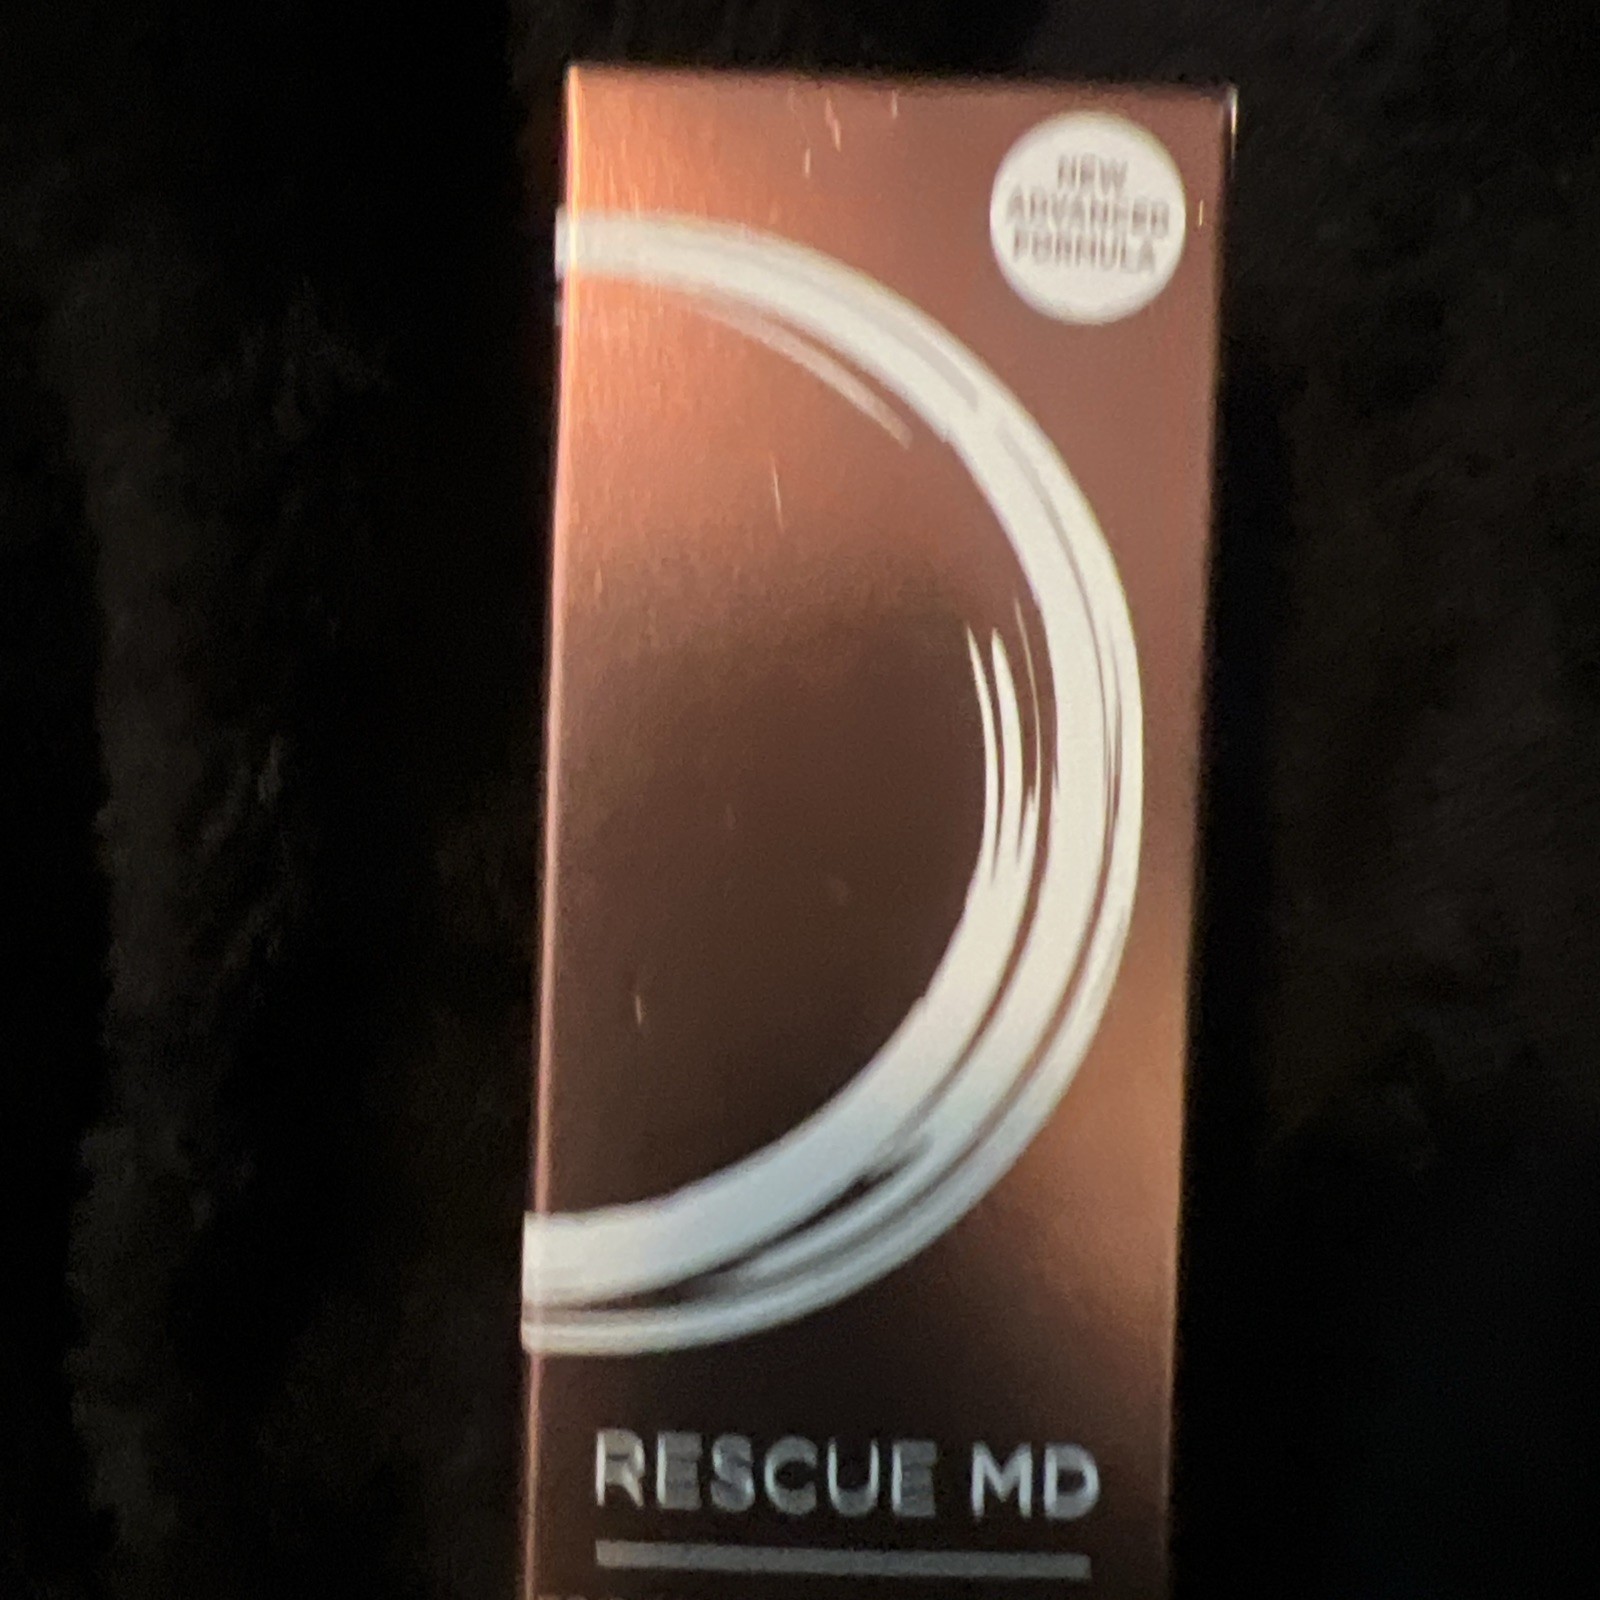 NEW
ADVANCED
FORMULA
RESCUE MD